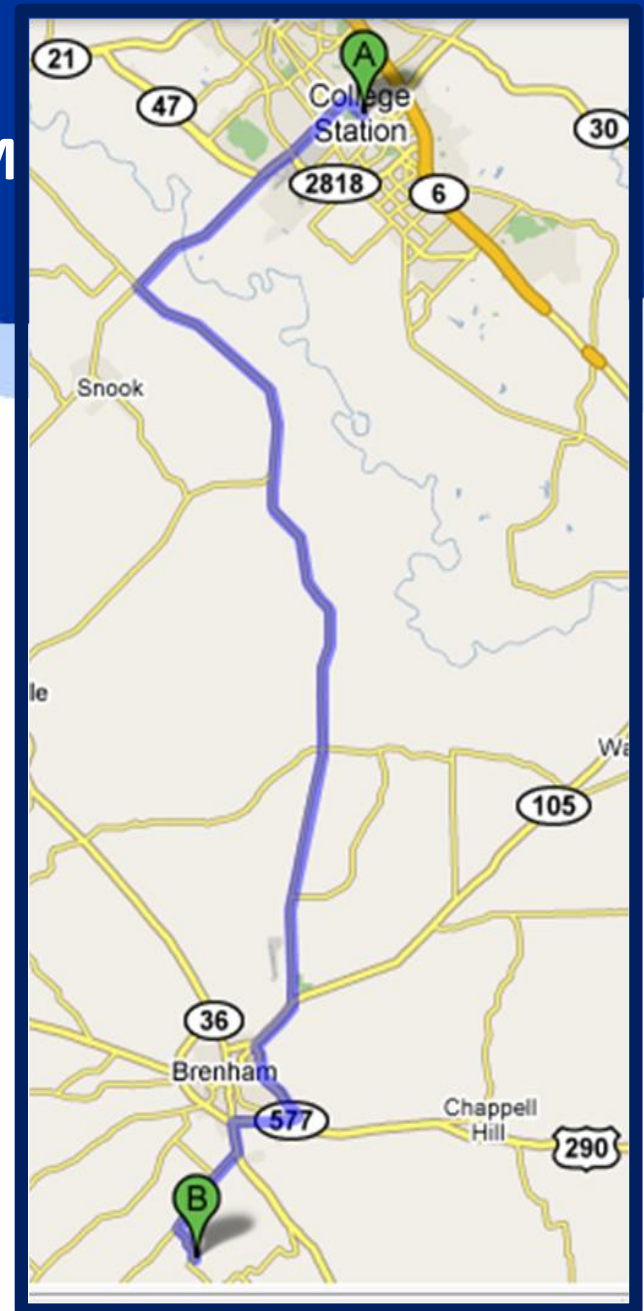 21
47
A
College
Station
30
M
2818
6
Snook
le
Wa
105
36
Brenham
577
Chappell
Hill
290
B